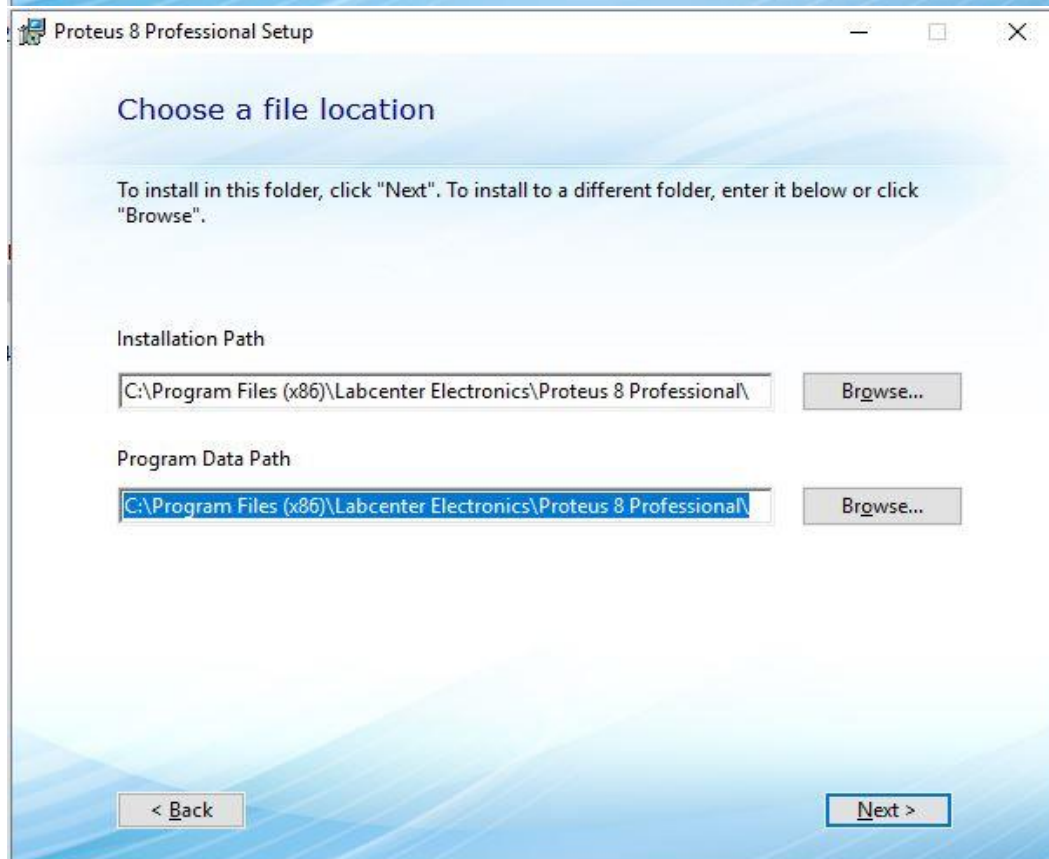 Proteus 8 Professional Setup
Choose a file location
To install in this folder, click "Next". To install to a different folder, enter it below or click
"Browse".
Installation Path
C:\Program Files (x86)\Labcenter Electronics\Proteus 8 Professional\ Browse...
Program Data Path
C:\Program Files (x86)\Labcenter Electronics\Proteus 8 Professional\ Browse...
< Back Next >